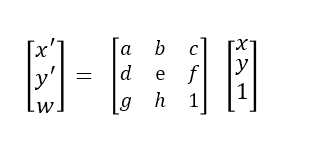 x′ a b c x
y′ = d e f y
w g h 1 1